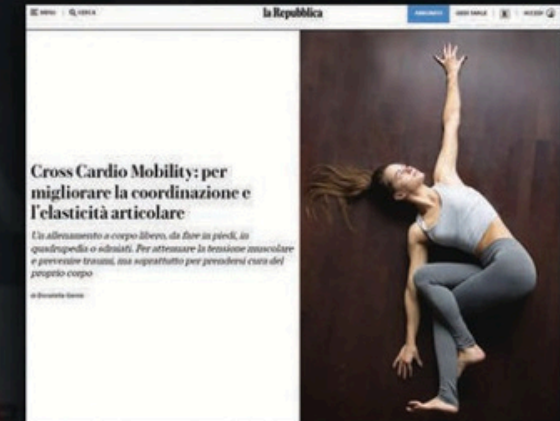 MENU CERCA la Repubblica ABBONATI ACCEDI
Cross Cardio Mobility: per
migliorare la coordinazione e
l'elasticità articolare
Un allenamento a corpo libero, da fare in piedi, in
quadrupedia o sdraiati. Per attenuare la tensione muscolare
e prevenire traumi, ma soprattutto per prendersi cura del
proprio corpo